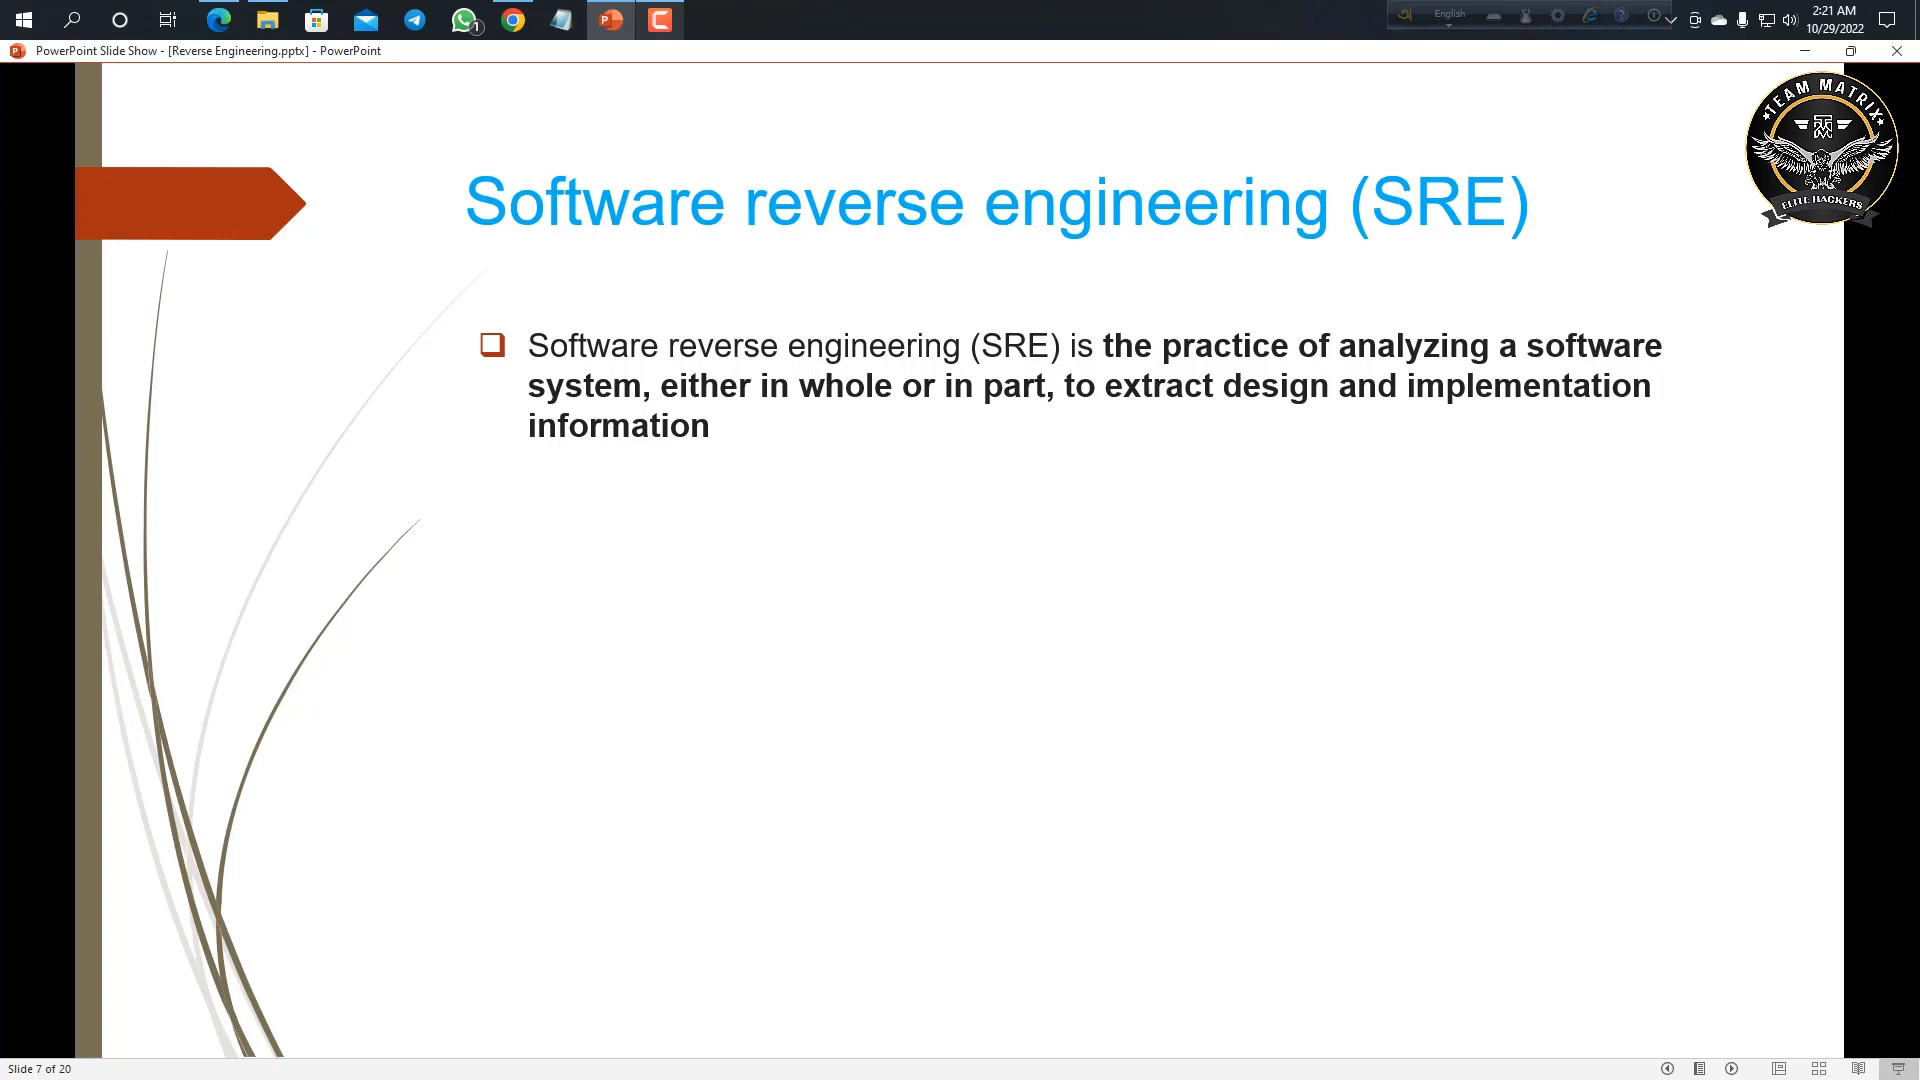 2:21 AM
English
10/29/2022
PowerPoint Slide Show - [Reverse Engineering.pptx] - PowerPoint
TEAM MATRIX
ELITE HACKERS
Software reverse engineering (SRE)
Software reverse engineering (SRE) is the practice of analyzing a software
system, either in whole or in part, to extract design and implementation
information
Slide 7 of 20